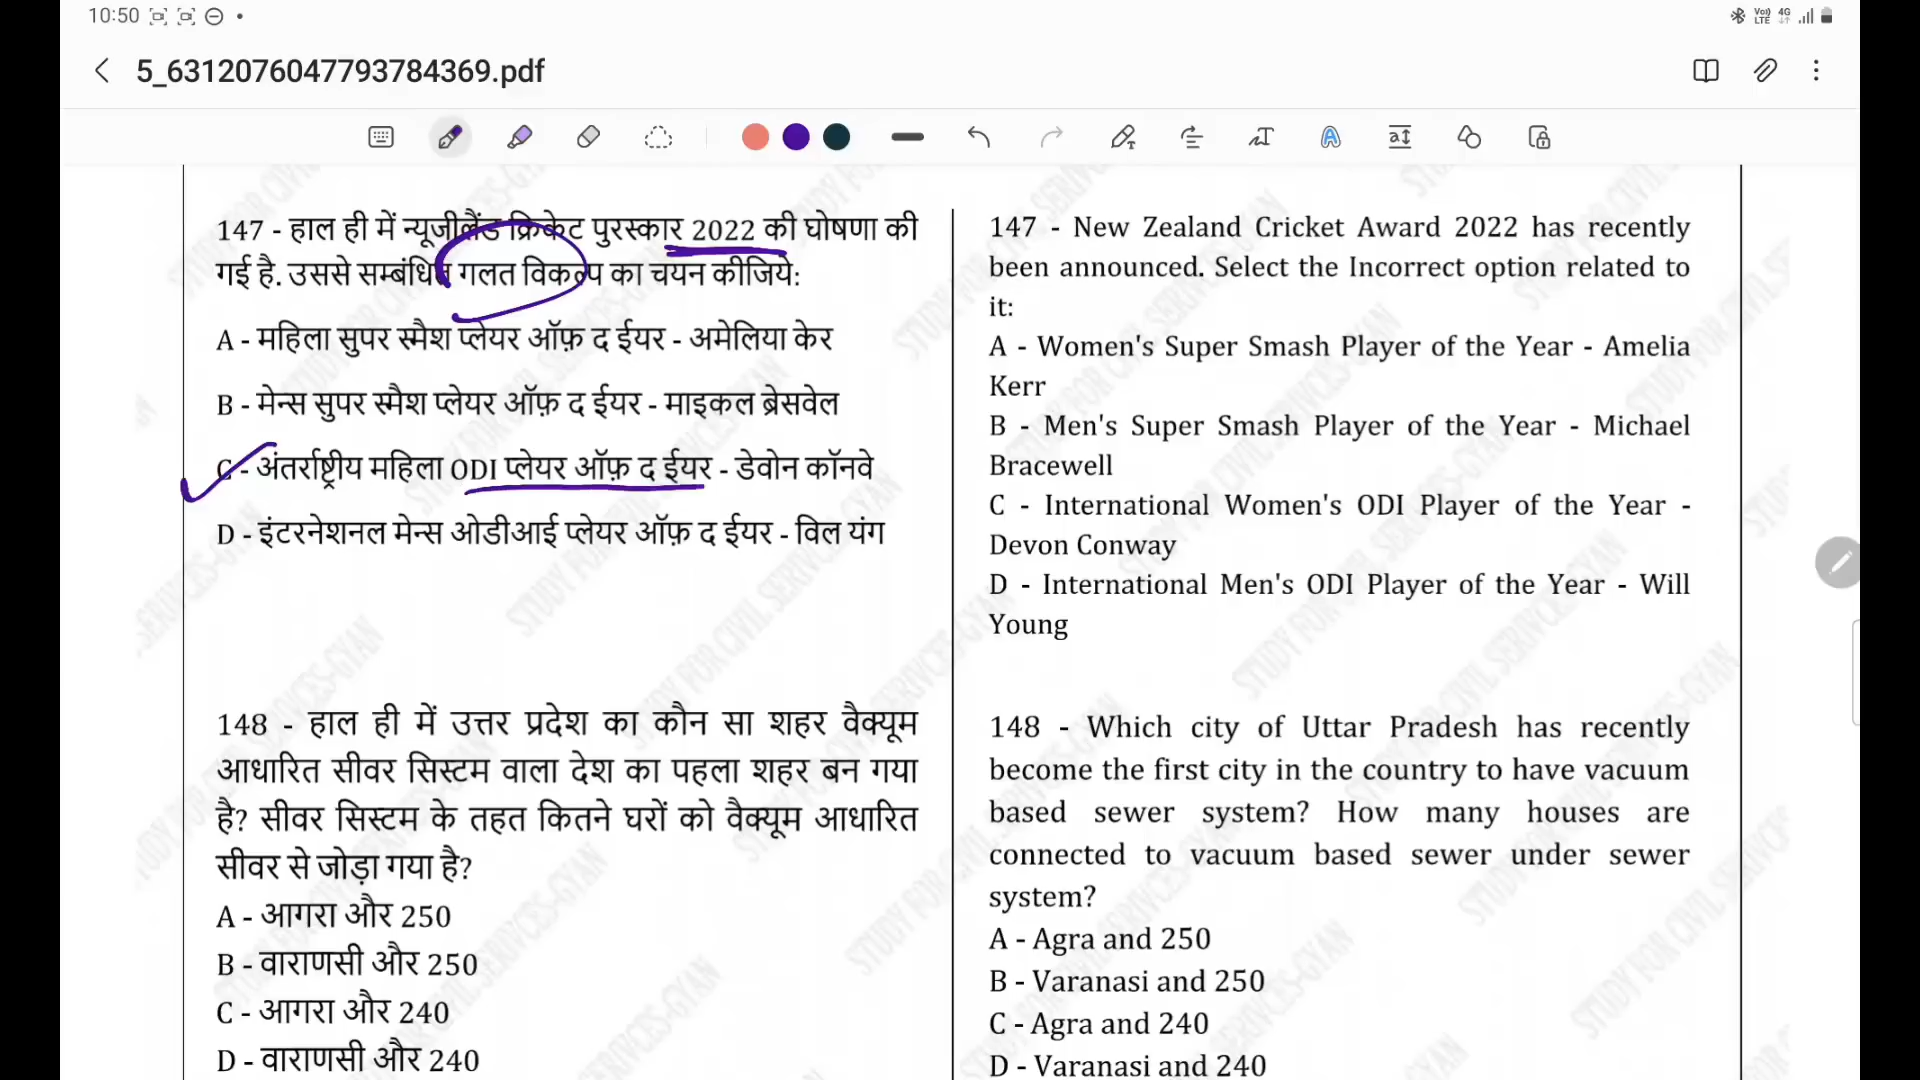 10:50
Vo) LTE 4G
5_6312076047793784369.pdf
147 - हाल ही में न्यूजीलैंड क्रिकेट पुरस्कार 2022 की घोषणा की
गई है. उससे सम्बंधित गलत विकल्प का चयन कीजिये:
A - महिला सुपर स्मैश प्लेयर ऑफ़ द ईयर - अमेलिया केर
B - मेन्स सुपर स्मैश प्लेयर ऑफ़ द ईयर - माइकल ब्रेसवेल
C - अंतर्राष्ट्रीय महिला ODI प्लेयर ऑफ़ द ईयर - डेवोन कॉनवे
D - इंटरनेशनल मेन्स ओडीआई प्लेयर ऑफ़ द ईयर - विल यंग
148 - हाल ही में उत्तर प्रदेश का कौन सा शहर वैक्यूम
आधारित सीवर सिस्टम वाला देश का पहला शहर बन गया
है? सीवर सिस्टम के तहत कितने घरों को वैक्यूम आधारित
सीवर से जोड़ा गया है?
A - आगरा और 250
B - वाराणसी और 250
C - आगरा और 240
D - वाराणसी और 240
147 - New Zealand Cricket Award 2022 has recently
been announced. Select the Incorrect option related to
it:
A - Women's Super Smash Player of the Year - Amelia
Kerr
B - Men's Super Smash Player of the Year - Michael
Bracewell
C - International Women's ODI Player of the Year -
Devon Conway
D - International Men's ODI Player of the Year - Will
Young
148 - Which city of Uttar Pradesh has recently
become the first city in the country to have vacuum
based sewer system? How many houses are
connected to vacuum based sewer under sewer
system?
A - Agra and 250
B - Varanasi and 250
C - Agra and 240
D - Varanasi and 240
STUDY FOR CIVIL SERIVCES-GYAN